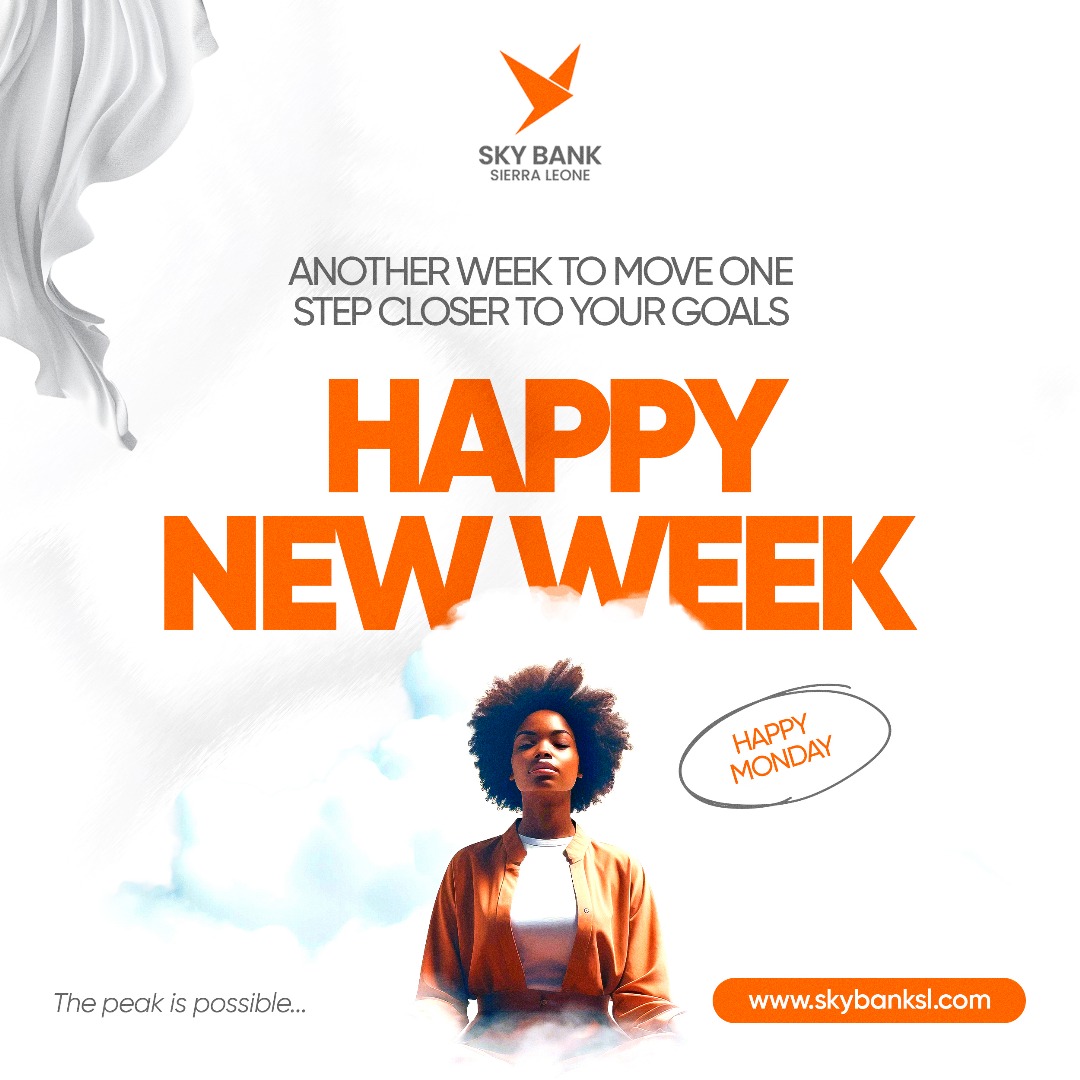 SKY BANK
SIERRA LEONE
ANOTHER WEEK TO MOVE ONE
STEP CLOSER TO YOUR GOALS
HAPPY
NEW WEEK
HAPPY
MONDAY
The peak is possible...
www.skybanksl.com